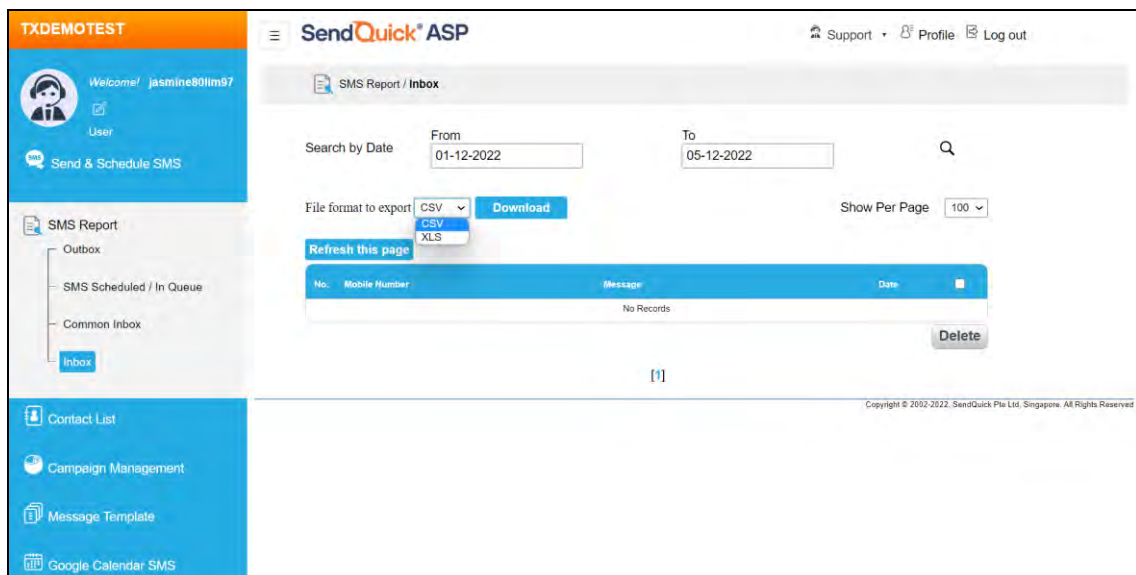 TXDEMOTEST
SendQuick® ASP
Support
Profile
Log out
Welcome! jasmine80lim97
User
Send & Schedule SMS
SMS Report / Inbox
Search by Date
From
01-12-2022
To
05-12-2022
File format to export
CSV
Download
Show Per Page
100
CSV
XLS
Refresh this page
SMS Report
Outbox
SMS Scheduled / In Queue
Common Inbox
Inbox
No. Mobile Number Message Date
No Records
Delete
[1]
Copyright © 2002-2022, SendQuick Pte Ltd, Singapore. All Rights Reserved
Contact List
Campaign Management
Message Template
Google Calendar SMS